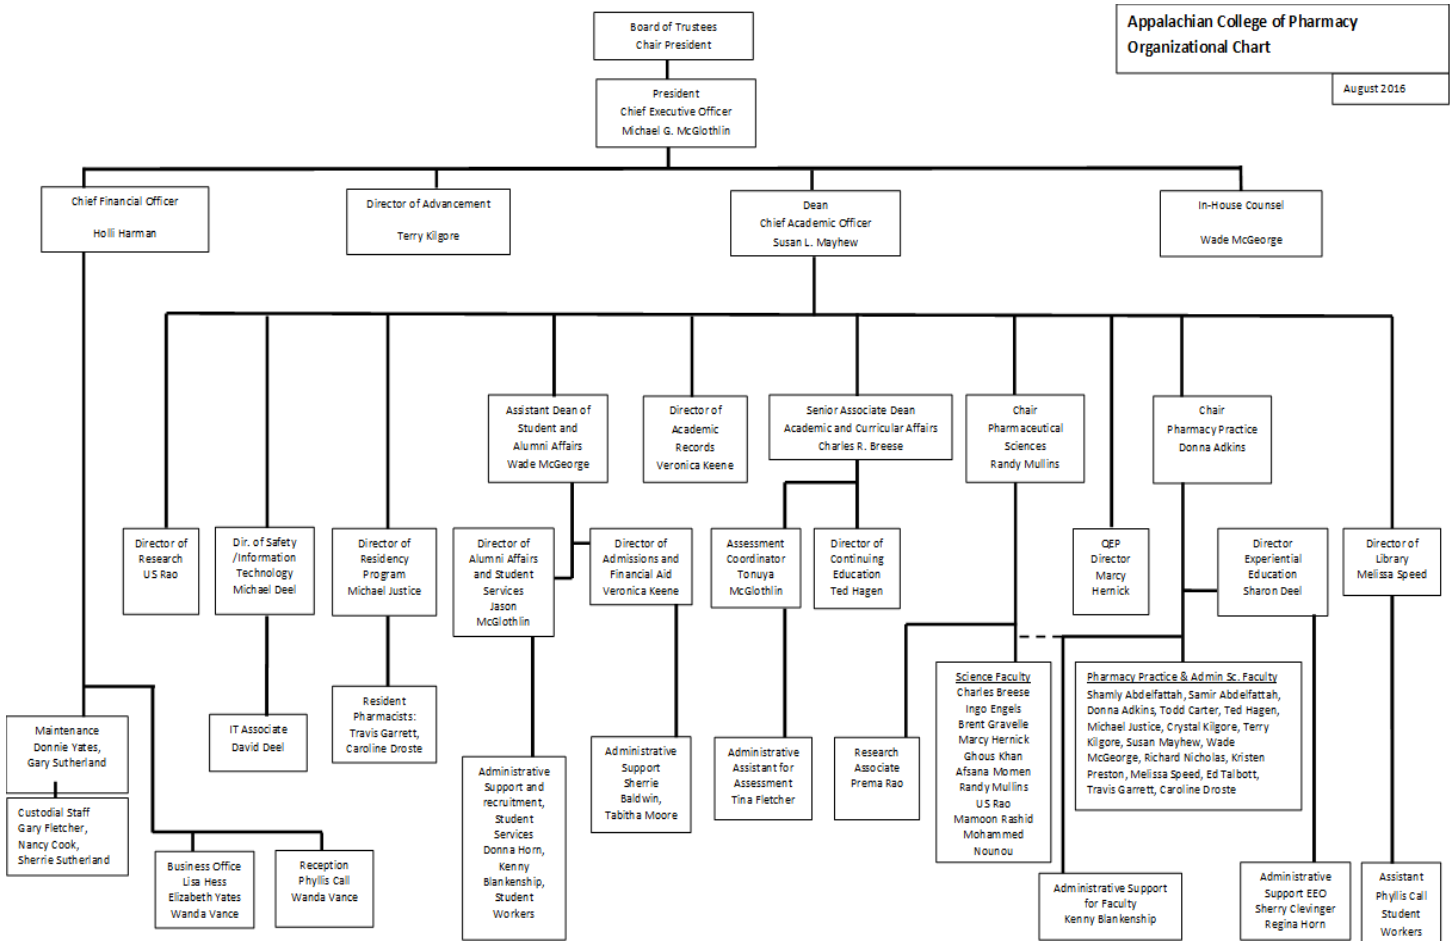 Appalachian College of Pharmacy
Organizational Chart
August 2016
Board of Trustees
Chair President
President
Chief Executive Officer
Michael G. McGlothlin
Chief Financial Officer
Holli Harman
Director of Advancement
Terry Kilgore
Dean
Chief Academic Officer
Susan L. Mayhew
In-House Counsel
Wade McGeorge
Assistant Dean of
Student and
Alumni Affairs
Wade McGeorge
Director of
Academic
Records
Veronica Keene
Senior Associate Dean
Academic and Curricular Affairs
Charles R. Breese
Chair
Pharmaceutical
Sciences
Randy Mullins
Chair
Pharmacy Practice
Donna Adkins
Director of
Research
US Rao
Dir. of Safety
/Information
Technology
Michael Deel
Director of
Residency
Program
Michael Justice
Director of
Alumni Affairs
and Student
Services
Jason
McGlothlin
Director of
Admissions and
Financial Aid
Veronica Keene
Assessment
Coordinator
Tonuya
McGlothlin
Director of
Continuing
Education
Ted Hagen
QEP
Director
Marcy
Hernick
Director
Experiential
Education
Sharon Deel
Director of
Library
Melissa Speed
Maintenance
Donnie Yates,
Gary Sutherland
Custodial Staff
Gary Fletcher,
Nancy Cook,
Sherrie Sutherland
Business Office
Lisa Hess
Elizabeth Yates
Wanda Vance
Reception
Phyllis Call
Wanda Vance
IT Associate
David Deel
Resident
Pharmacists:
Travis Garrett,
Caroline Droste
Administrative
Support and
recruitment,
Student
Services
Donna Horn,
Kenny
Blankenship,
Student
Workers
Administrative
Support
Sherrie
Baldwin,
Tabitha Moore
Administrative
Assistant for
Assessment
Tina Fletcher
Research
Associate
Prema Rao
Science Faculty
Charles Breese
Ingo Engels
Brent Gravelle
Marcy Hernick
Ghous Khan
Afsana Momen
Randy Mullins
US Rao
Mamoon Rashid
Mohammed
Nounou
Pharmacy Practice & Admin Sc. Faculty
Shamly Abdelfattah, Samir Abdelfattah,
Donna Adkins, Todd Carter, Ted Hagen,
Michael Justice, Crystal Kilgore, Terry
Kilgore, Susan Mayhew, Wade
McGeorge, Richard Nicholas, Kristen
Preston, Melissa Speed, Ed Talbott,
Travis Garrett, Caroline Droste
Administrative Support
for Faculty
Kenny Blankenship
Administrative
Support EEO
Sherry Clevinger
Regina Horn
Assistant
Phyllis Call
Student
Workers